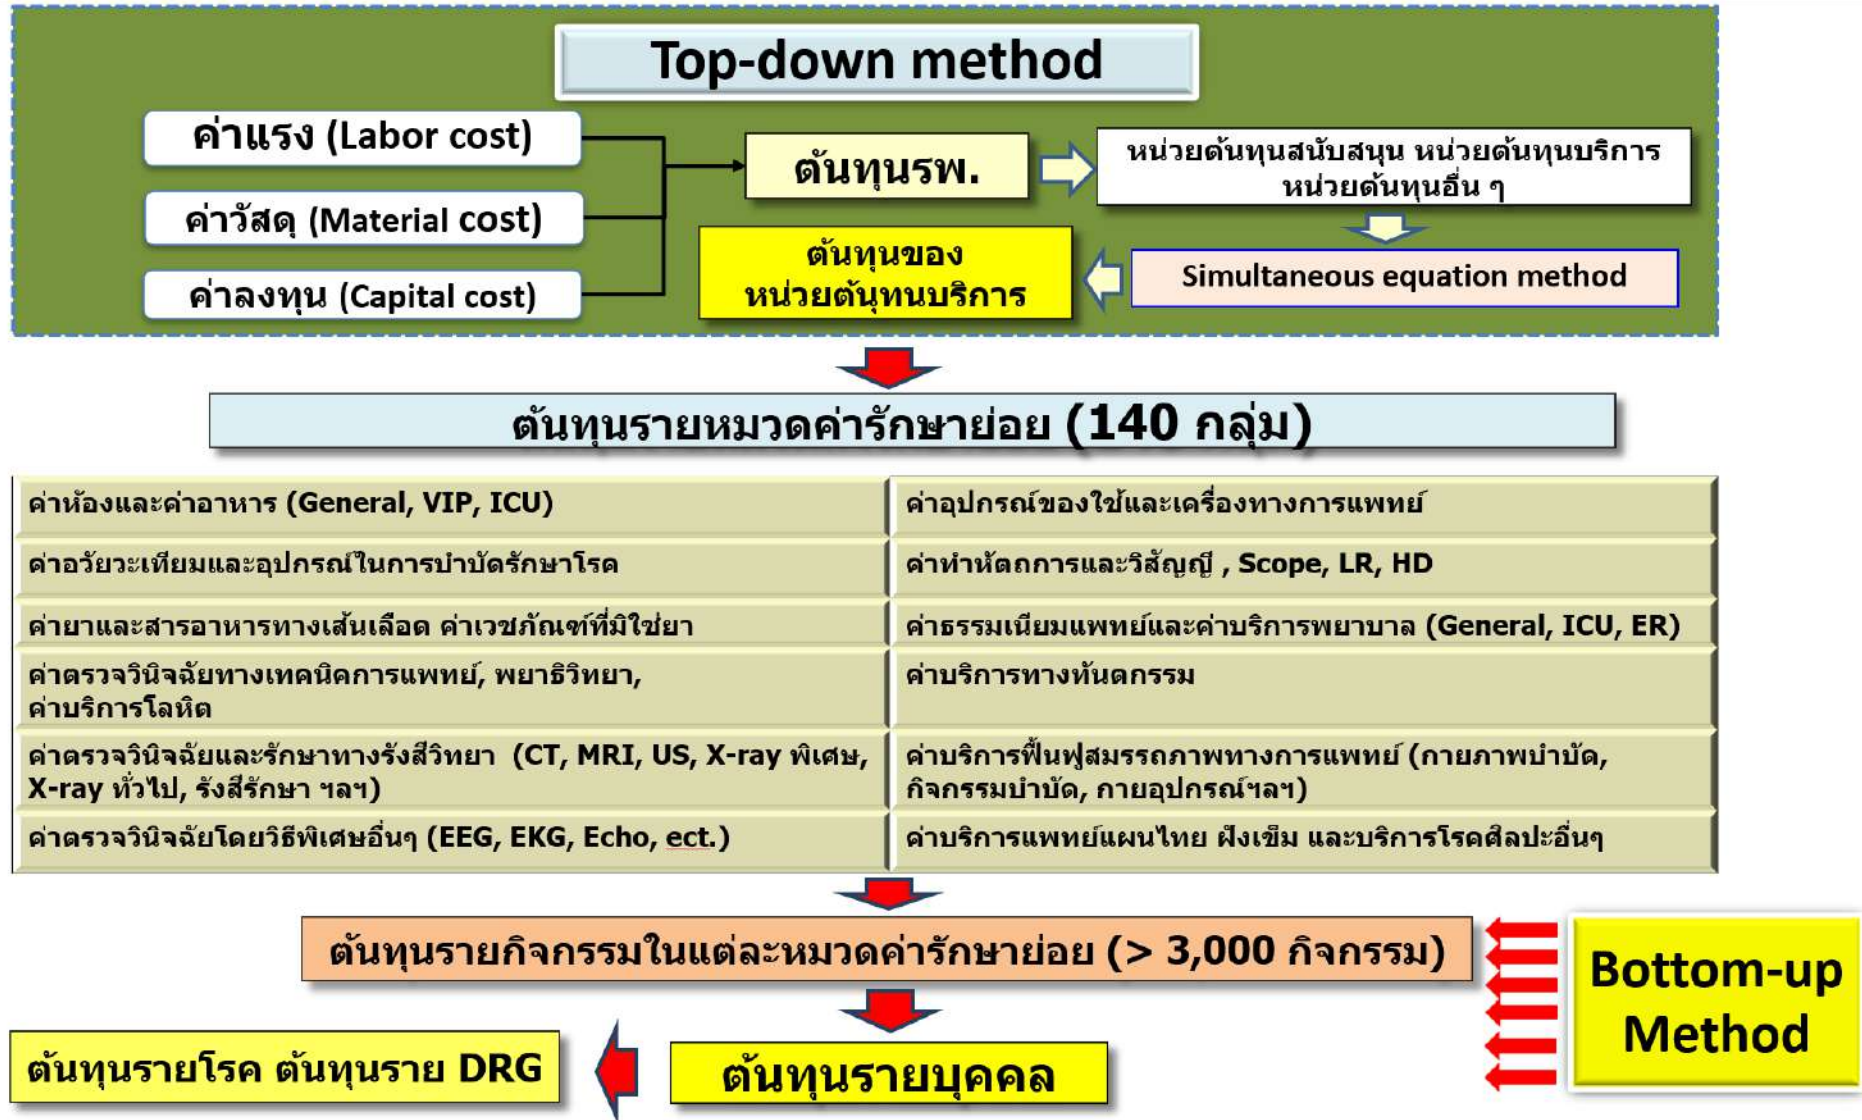 Top-down method
ค่าแรง (Labor cost)
ค่าวัสดุ (Material cost)
ค่าลงทุน (Capital cost)
ต้นทุนรพ.
หน่วยต้นทุนสนับสนุน หน่วยต้นทุนบริการ
หน่วยต้นทุนอื่น ๆ
Simultaneous equation method
ต้นทุนของ
หน่วยต้นุทนบริการ
ต้นทุนรายหมวดค่ารักษาย่อย (140 กลุ่ม)
ค่าห้องและค่าอาหาร (General, VIP, ICU)
ค่าอุปกรณ์ของใช้และเครื่องทางการแพทย์
ค่าอวัยวะเทียมและอุปกรณ์ในการบำบัดรักษาโรค
ค่าทำหัตถการและวิสัญญี , Scope, LR, HD
ค่ายาและสารอาหารทางเส้นเลือด ค่าเวชภัณฑ์ที่มิใช่ยา
ค่าธรรมเนียมแพทย์และค่าบริการพยาบาล (General, ICU, ER)
ค่าตรวจวินิจฉัยทางเทคนิคการแพทย์, พยาธิวิทยา,
ค่าบริการโลหิต
ค่าบริการทางทันตกรรม
ค่าตรวจวินิจฉัยและรักษาทางรังสีวิทยา (CT, MRI, US, X-ray พิเศษ,
X-ray ทั่วไป, รังสีรักษา ฯลฯ)
ค่าบริการฟื้นฟูสมรรถภาพทางการแพทย์ (กายภาพบำบัด,
กิจกรรมบำบัด, กายอุปกรณ์ฯลฯ)
ค่าตรวจวินิจฉัยโดยวิธีพิเศษอื่นๆ (EEG, EKG, Echo, ect.)
ค่าบริการแพทย์แผนไทย ฝังเข็ม และบริการโรคศิลปะอื่นๆ
ต้นทุนรายกิจกรรมในแต่ละหมวดค่ารักษาย่อย (> 3,000 กิจกรรม)
Bottom-up
Method
ต้นทุนรายบุคคล
ต้นทุนรายโรค ต้นทุนราย DRG